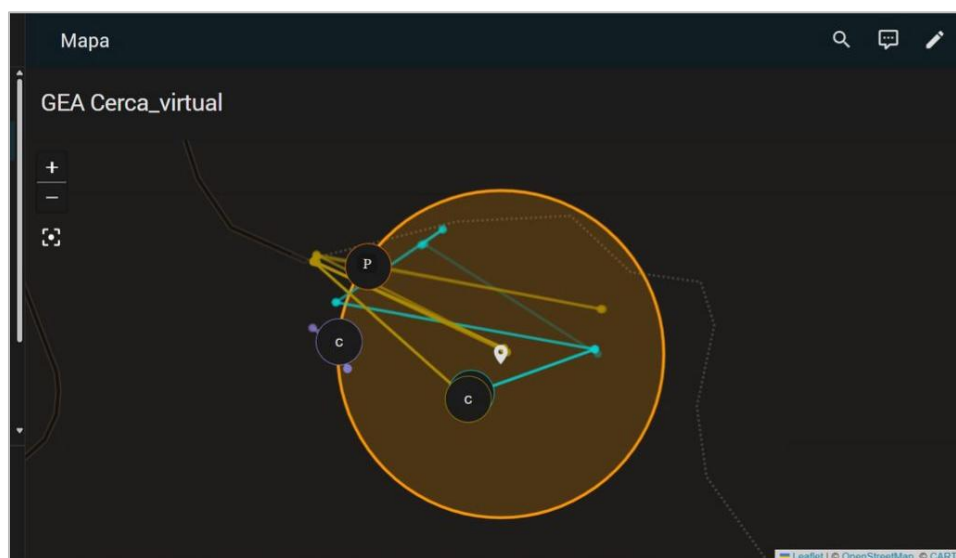 Mapa
GEA Cerca_virtual
+
−
P
c
c
Leaflet | © OpenStreetMap, © CART